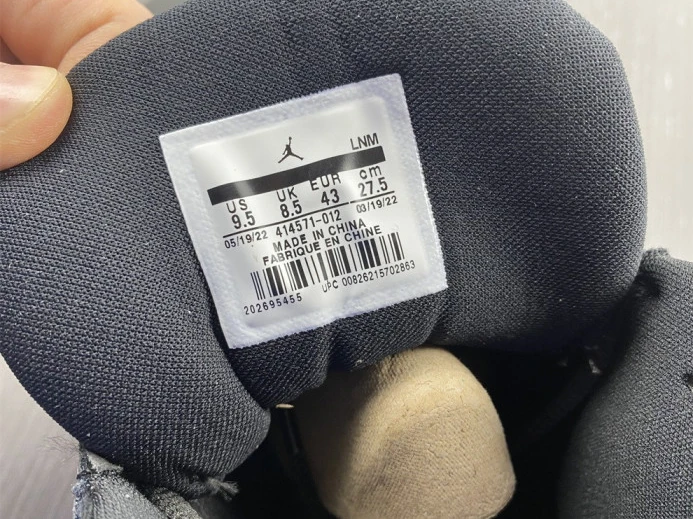 LNM
US UK EUR cm
9.5 8.5 43 27.5
05/19/22 414571-012 03/19/22
MADE IN CHINA
FABRIQUE EN CHINE
202695455 UPC 00826215702863